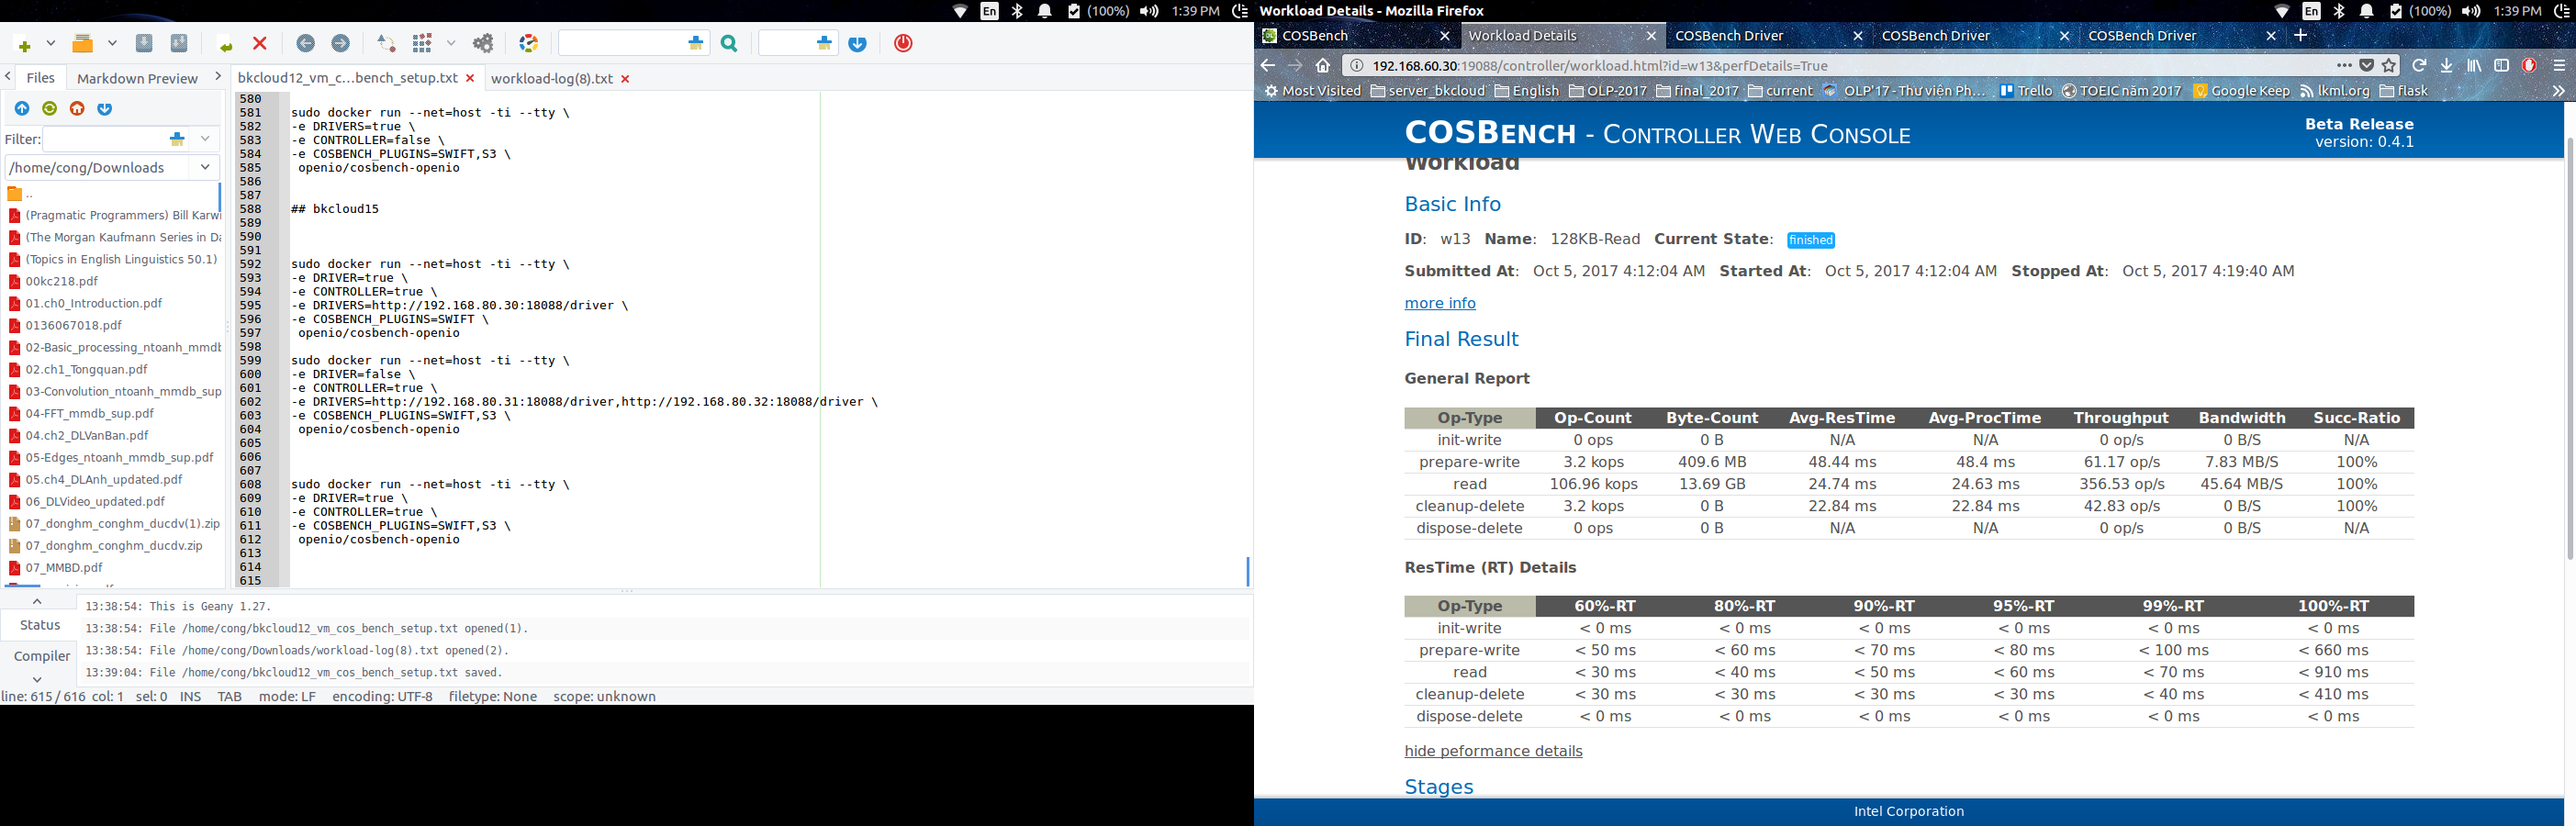 En (100%) 1:39 PM
Files Markdown Preview bkcloud12_vm_c...bench_setup.txt workload-log(8).txt
Filter:
/home/cong/Downloads
..
(Pragmatic Programmers) Bill Karwi
(The Morgan Kaufmann Series in Da
(Topics in English Linguistics 50.1)
00kc218.pdf
01.ch0_Introduction.pdf
0136067018.pdf
02-Basic_processing_ntoanh_mmdb
02.ch1_Tongquan.pdf
03-Convolution_ntoanh_mmdb_sup
04-FFT_mmdb_sup.pdf
04.ch2_DLVanBan.pdf
05-Edges_ntoanh_mmdb_sup.pdf
05.ch4_DLAnh_updated.pdf
06_DLVideo_updated.pdf
07_donghm_conghm_ducdv(1).zip
07_donghm_conghm_ducdv.zip
07_MMBD.pdf
580
581 sudo docker run --net=host -ti --tty \
582 -e DRIVERS=true \
583 -e CONTROLLER=false \
584 -e COSBENCH_PLUGINS=SWIFT,S3 \
585 openio/cosbench-openio
586
587
588 ## bkcloud15
589
590
591
592 sudo docker run --net=host -ti --tty \
593 -e DRIVER=true \
594 -e CONTROLLER=true \
595 -e DRIVERS=http://192.168.80.30:18088/driver \
596 -e COSBENCH_PLUGINS=SWIFT \
597 openio/cosbench-openio
598
599 sudo docker run --net=host -ti --tty \
600 -e DRIVER=false \
601 -e CONTROLLER=true \
602 -e DRIVERS=http://192.168.80.31:18088/driver,http://192.168.80.32:18088/driver \
603 -e COSBENCH_PLUGINS=SWIFT,S3 \
604 openio/cosbench-openio
605
606
607
608 sudo docker run --net=host -ti --tty \
609 -e DRIVER=true \
610 -e CONTROLLER=true \
611 -e COSBENCH_PLUGINS=SWIFT,S3 \
612 openio/cosbench-openio
613
614
615
Status
Compiler
13:38:54: This is Geany 1.27.
13:38:54: File /home/cong/bkcloud12_vm_cos_bench_setup.txt opened(1).
13:38:54: File /home/cong/Downloads/workload-log(8).txt opened(2).
13:39:04: File /home/cong/bkcloud12_vm_cos_bench_setup.txt saved.
line: 615 / 616 col: 1 sel: 0 INS TAB mode: LF encoding: UTF-8 filetype: None scope: unknown
Workload Details - Mozilla Firefox En (100%) 1:39 PM
COSBench Workload Details COSBench Driver COSBench Driver COSBench Driver
192.168.60.30:19088/controller/workload.html?id=w13&perfDetails=True
Most Visited server_bkcloud English OLP-2017 final_2017 current OLP'17 - Thư viện Ph... Trello TOEIC năm 2017 Google Keep lkml.org flask
COSBENCH - CONTROLLER WEB CONSOLE
Beta Release
version: 0.4.1
Workload
Basic Info
ID: w13 Name: 128KB-Read Current State: finished
Submitted At: Oct 5, 2017 4:12:04 AM Started At: Oct 5, 2017 4:12:04 AM Stopped At: Oct 5, 2017 4:19:40 AM
more info
Final Result
General Report
Op-Type Op-Count Byte-Count Avg-ResTime Avg-ProcTime Throughput Bandwidth Succ-Ratio
init-write 0 ops 0 B N/A N/A 0 op/s 0 B/S N/A
prepare-write 3.2 kops 409.6 MB 48.44 ms 48.4 ms 61.17 op/s 7.83 MB/S 100%
read 106.96 kops 13.69 GB 24.74 ms 24.63 ms 356.53 op/s 45.64 MB/S 100%
cleanup-delete 3.2 kops 0 B 22.84 ms 22.84 ms 42.83 op/s 0 B/S 100%
dispose-delete 0 ops 0 B N/A N/A 0 op/s 0 B/S N/A
ResTime (RT) Details
Op-Type 60%-RT 80%-RT 90%-RT 95%-RT 99%-RT 100%-RT
init-write < 0 ms < 0 ms < 0 ms < 0 ms < 0 ms < 0 ms
prepare-write < 50 ms < 60 ms < 70 ms < 80 ms < 100 ms < 660 ms
read < 30 ms < 40 ms < 50 ms < 60 ms < 70 ms < 910 ms
cleanup-delete < 30 ms < 30 ms < 30 ms < 30 ms < 40 ms < 410 ms
dispose-delete < 0 ms < 0 ms < 0 ms < 0 ms < 0 ms < 0 ms
hide peformance details
Stages
Intel Corporation